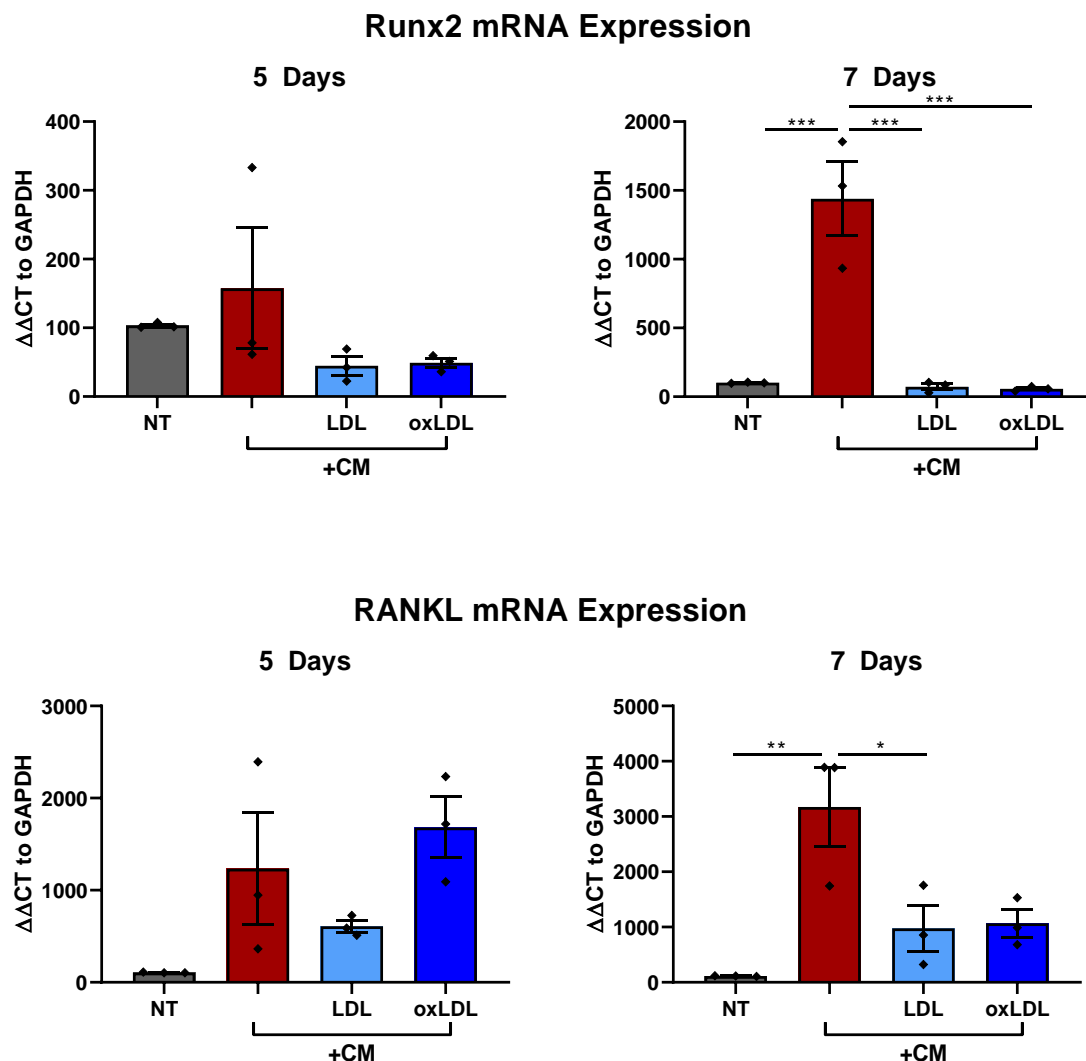 Runx2 mRNA Expression
5 Days
ΔΔCT to GAPDH
400
300
200
100
0
NT
LDL
oxLDL
+CM
7 Days
ΔΔCT to GAPDH
2000
1500
1000
500
0
***
***
***
NT
LDL
oxLDL
+CM
RANKL mRNA Expression
5 Days
ΔΔCT to GAPDH
3000
2000
1000
0
NT
LDL
oxLDL
+CM
7 Days
ΔΔCT to GAPDH
5000
4000
3000
2000
1000
0
**
*
NT
LDL
oxLDL
+CM